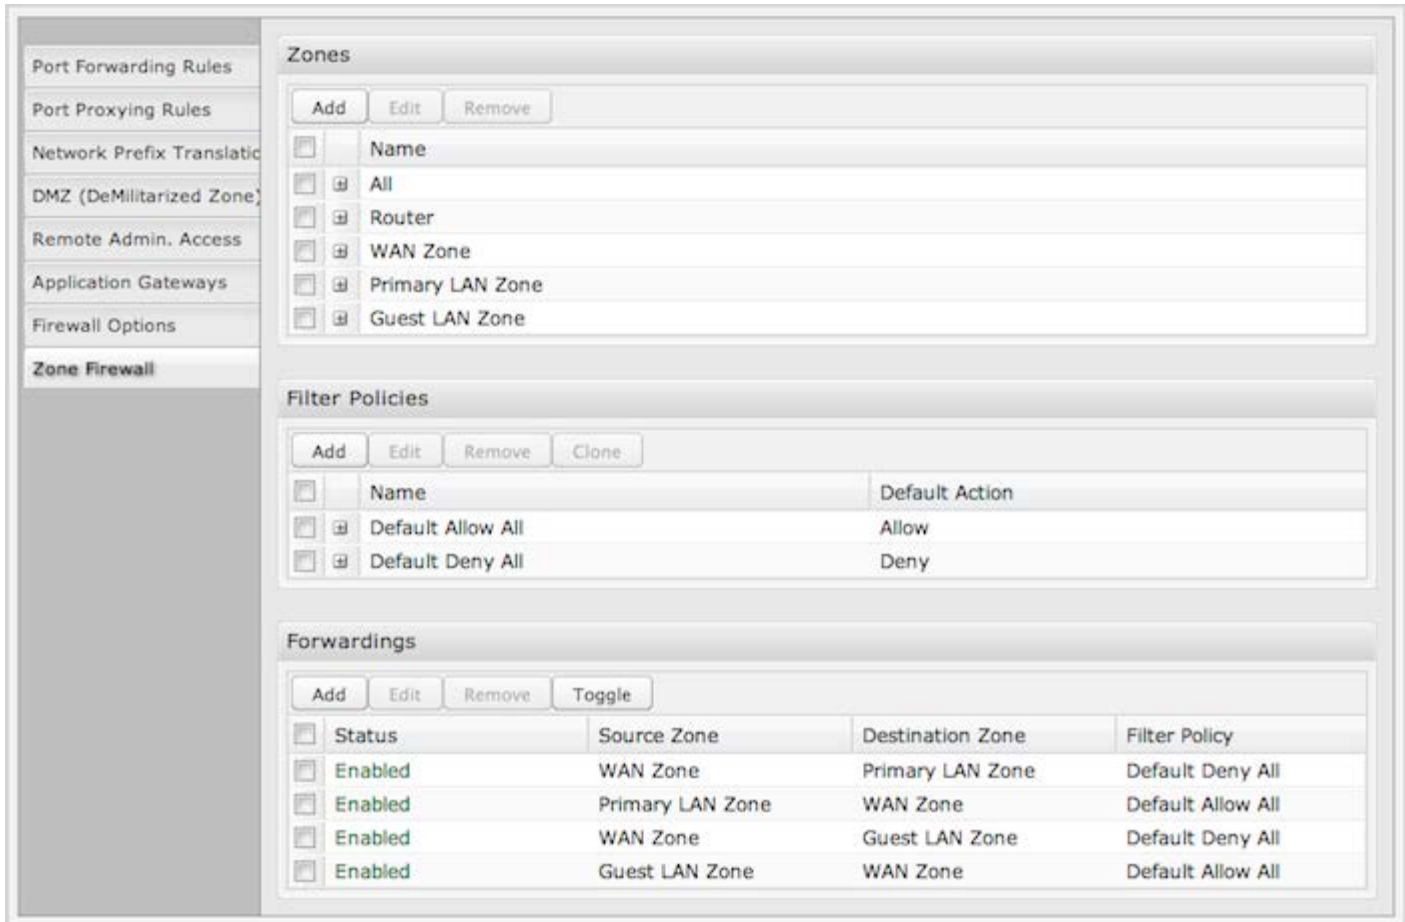 Port Forwarding Rules
Port Proxying Rules
Network Prefix Translatio
DMZ (DeMilitarized Zone)
Remote Admin. Access
Application Gateways
Firewall Options
Zone Firewall
Zones
Add Edit Remove
Name
All
Router
WAN Zone
Primary LAN Zone
Guest LAN Zone
Filter Policies
Add Edit Remove Clone
Name Default Action
Default Allow All Allow
Default Deny All Deny
Forwardings
Add Edit Remove Toggle
Status Source Zone Destination Zone Filter Policy
Enabled WAN Zone Primary LAN Zone Default Deny All
Enabled Primary LAN Zone WAN Zone Default Allow All
Enabled WAN Zone Guest LAN Zone Default Deny All
Enabled Guest LAN Zone WAN Zone Default Allow All